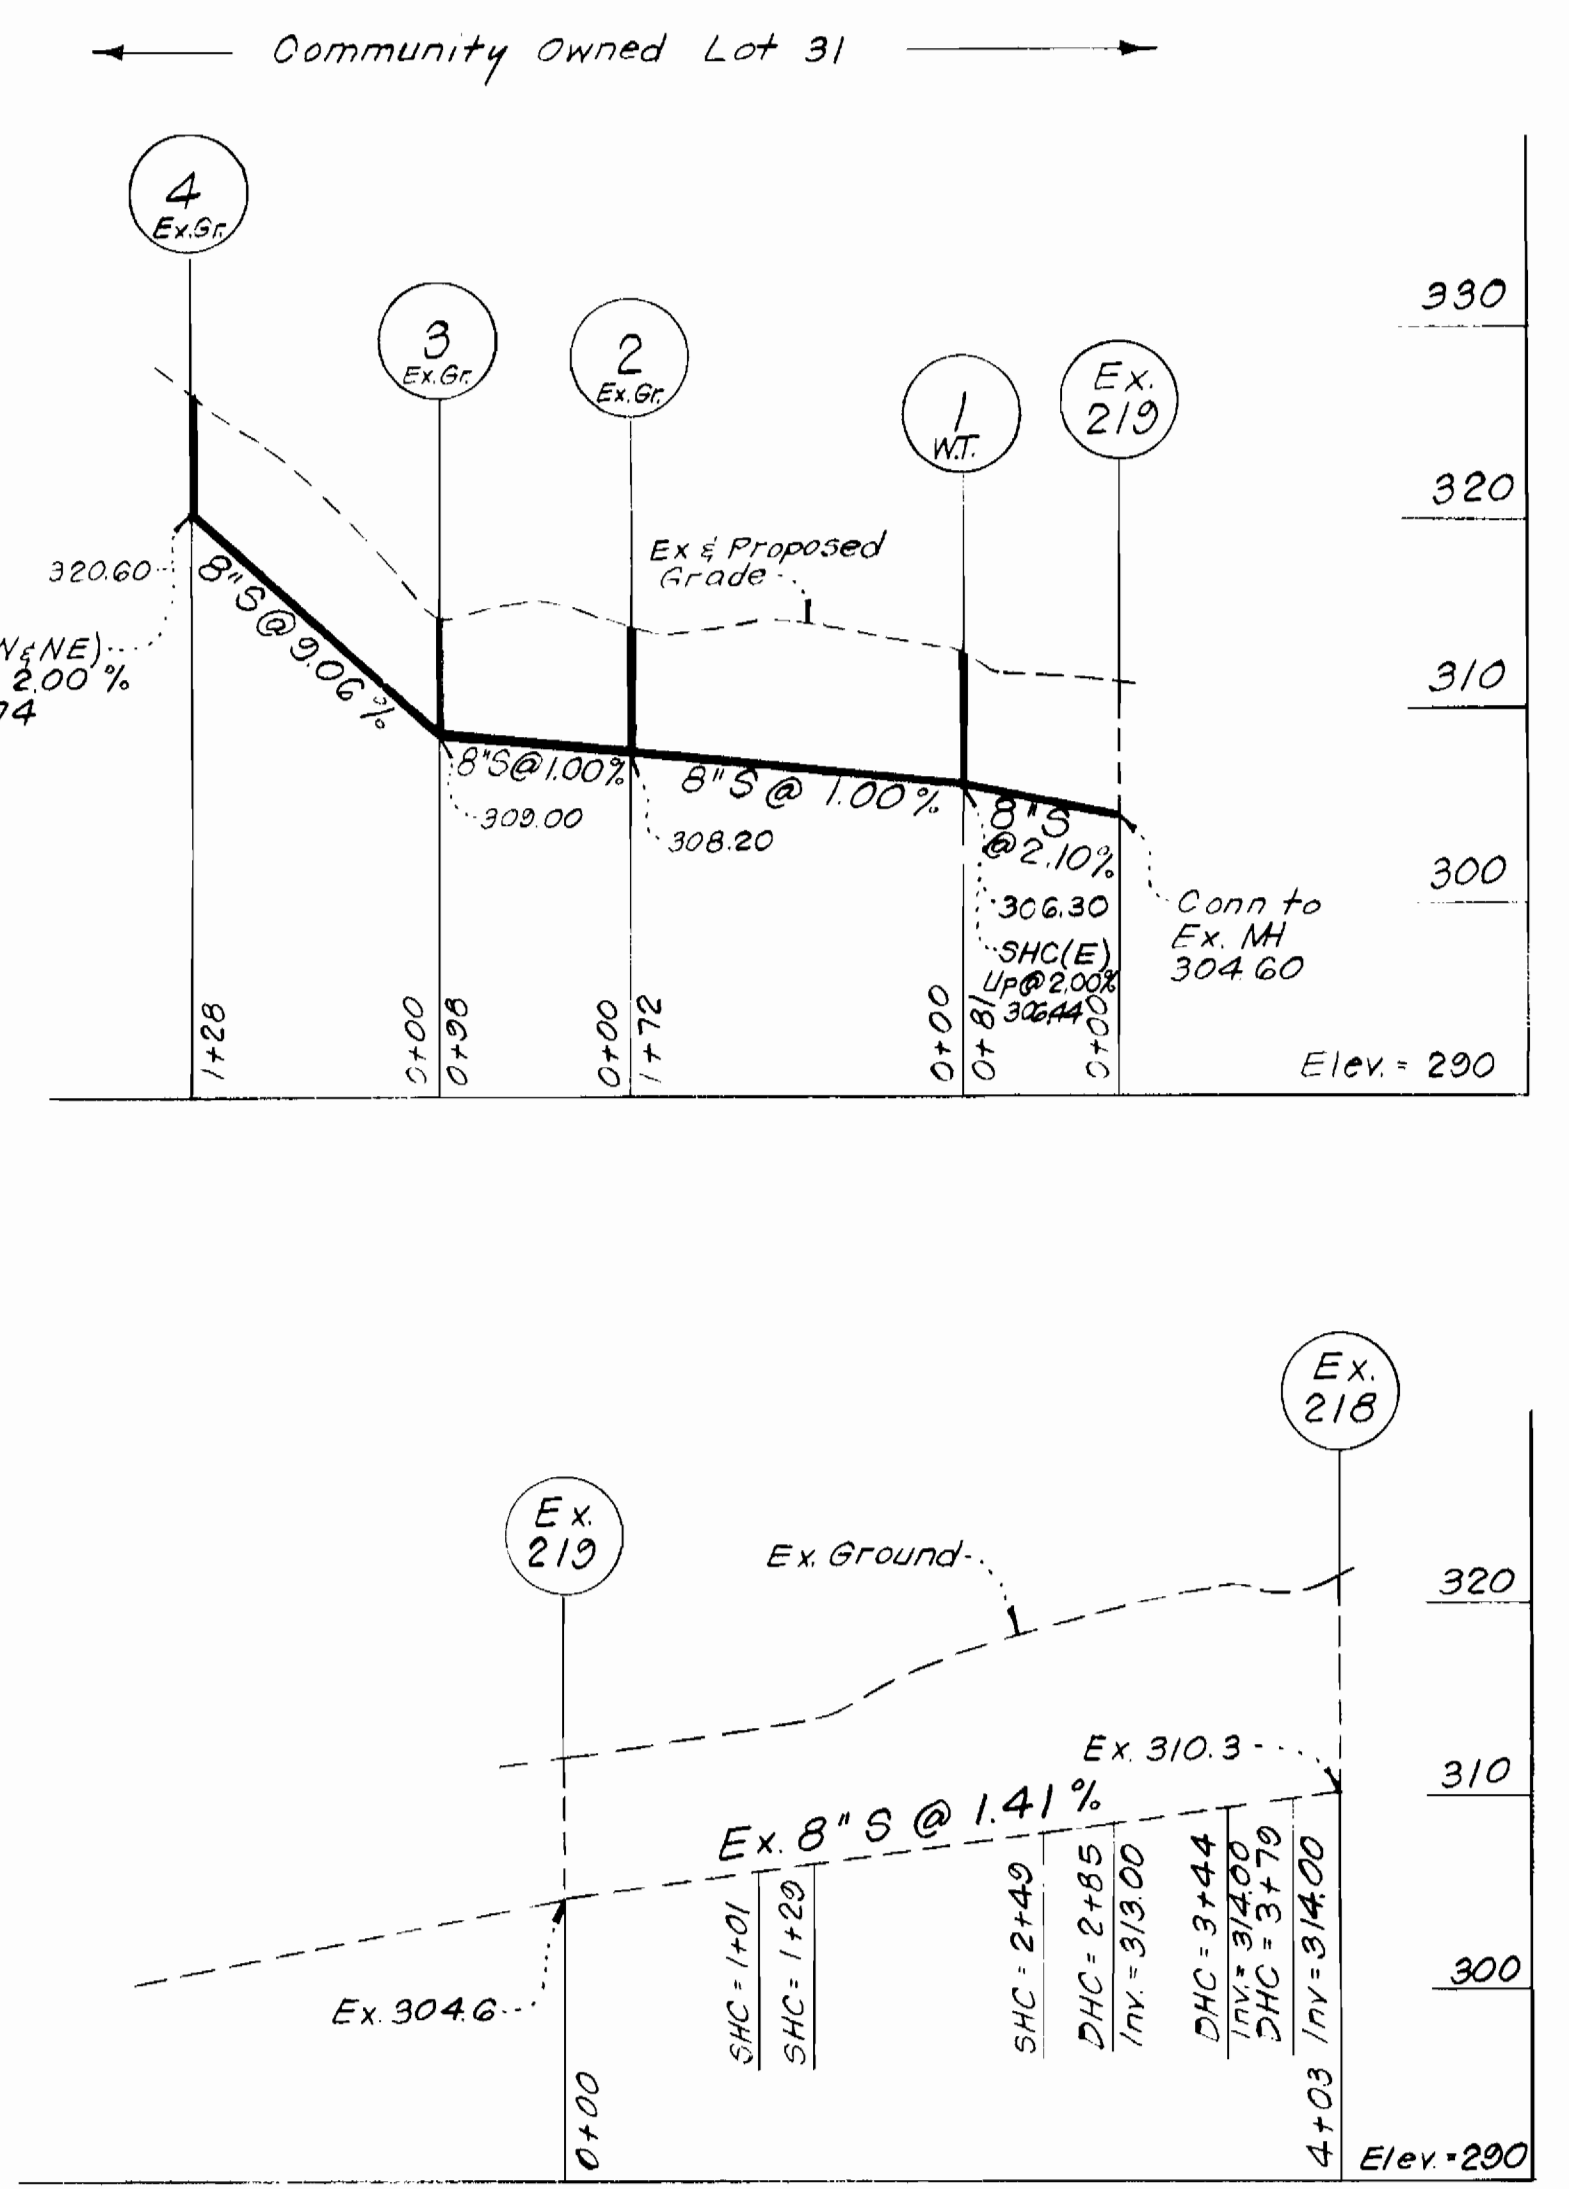 Community Owned Lot 31
4
Ex.Gr.
3
Ex.Gr.
2
Ex.Gr.
1
W.T.
Ex.
219
330
320
310
300
Elev. = 290
Ex & Proposed
Grade
320.60
&NE)
2.00%
74
8"S@9.06%
8"S@1.00%
309.00
8"S @ 1.00%
308.20
8"S
@2.10%
306.30
SHC(E)
Up@2.00%
306.44
Conn to
Ex. MH
304.60
1+28
0+00
0+98
0+00
1+72
0+00
0+81
0+00
Ex.
218
Ex.
219
Ex. Ground
320
310
300
Elev. = 290
Ex. 310.3
Ex. 8"S @ 1.41%
Ex. 304.6
SHC = 1+01
SHC = 1+29
SHC = 2+49
DHC = 2+85
Inv. = 313.00
DHC = 3+44
Inv. = 314.00
DHC = 3+79
Inv = 314.00
0+00
4+03